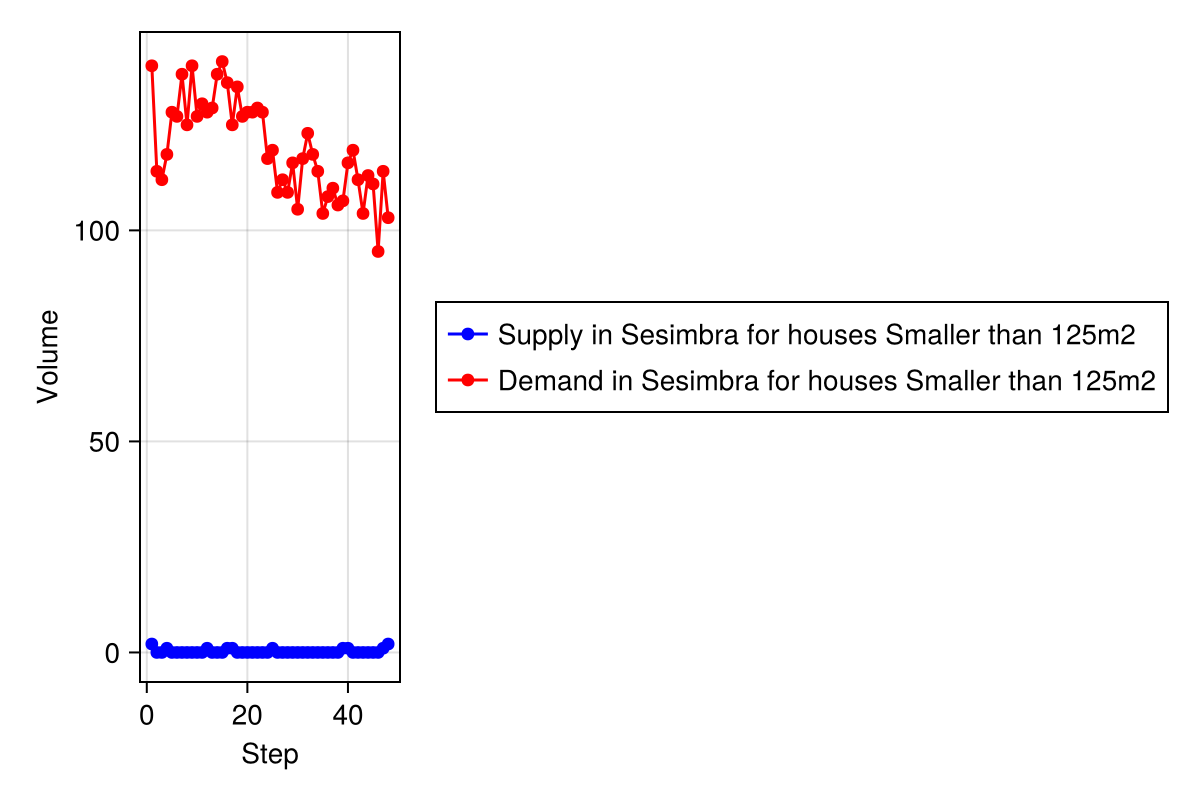 Volume
100
50
0
0 20 40
Step
Supply in Sesimbra for houses Smaller than 125m2
Demand in Sesimbra for houses Smaller than 125m2